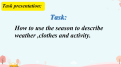 Task presentation:
Task:
How to use the season to describe
weather ,clothes and activity.